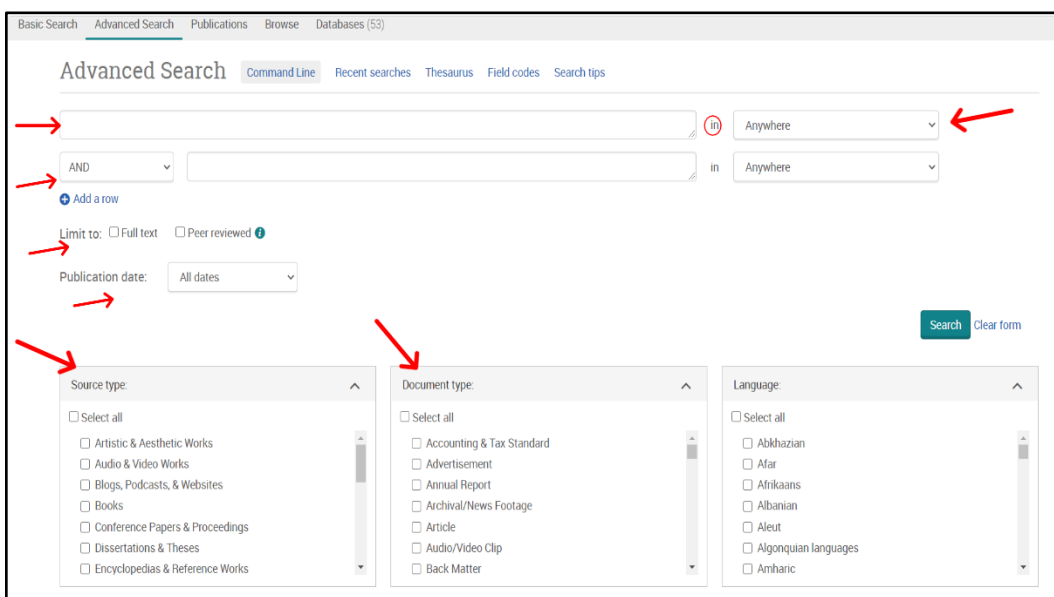 Basic Search Advanced Search Publications Browse Databases (53)
Advanced Search Command Line Recent searches Thesaurus Field codes Search tips
in Anywhere
AND in Anywhere
Add a row
Limit to: Full text Peer reviewed i
Publication date: All dates
Search Clear form
Source type: Document type: Language:
Select all Select all Select all
Artistic & Aesthetic Works Accounting & Tax Standard Abkhazian
Audio & Video Works Advertisement Afar
Blogs, Podcasts, & Websites Annual Report Afrikaans
Books Archival/News Footage Albanian
Conference Papers & Proceedings Article Aleut
Dissertations & Theses Audio/Video Clip Algonquian languages
Encyclopedias & Reference Works Back Matter Amharic